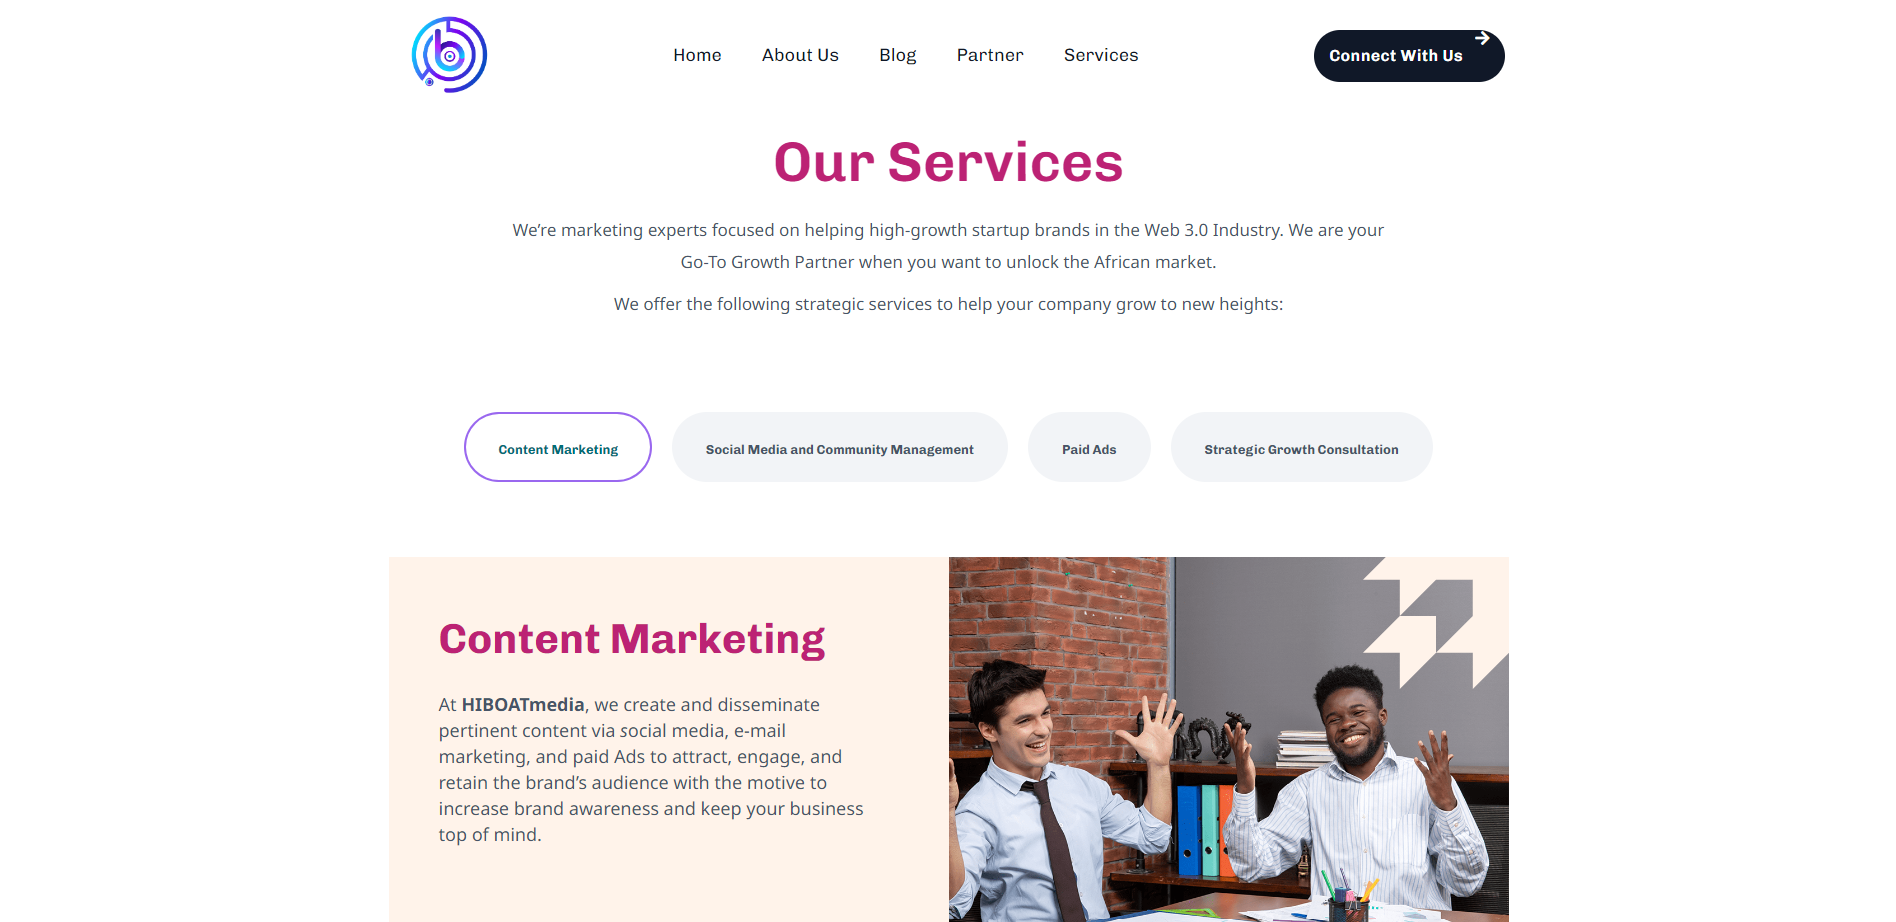 Home About Us Blog Partner Services Connect With Us
Our Services
We’re marketing experts focused on helping high-growth startup brands in the Web 3.0 Industry. We are your
Go-To Growth Partner when you want to unlock the African market.
We offer the following strategic services to help your company grow to new heights:
Content Marketing Social Media and Community Management Paid Ads Strategic Growth Consultation
Content Marketing
At HIBOATmedia, we create and disseminate
pertinent content via social media, e-mail
marketing, and paid Ads to attract, engage, and
retain the brand’s audience with the motive to
increase brand awareness and keep your business
top of mind.